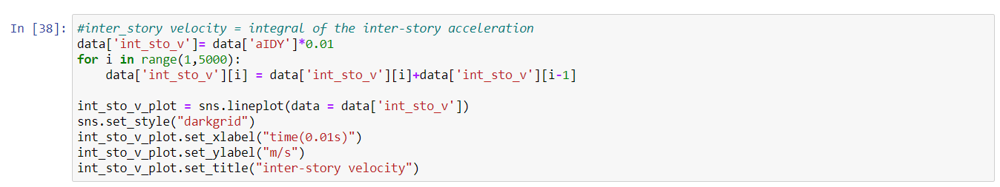 In [38]: #inter_story velocity = integral of the inter-story acceleration
data['int_sto_v']= data['aIDY']*0.01
for i in range(1,5000):
    data['int_sto_v'][i] = data['int_sto_v'][i]+data['int_sto_v'][i-1]
int_sto_v_plot = sns.lineplot(data = data['int_sto_v'])
sns.set_style("darkgrid")
int_sto_v_plot.set_xlabel("time(0.01s)")
int_sto_v_plot.set_ylabel("m/s")
int_sto_v_plot.set_title("inter-story velocity")